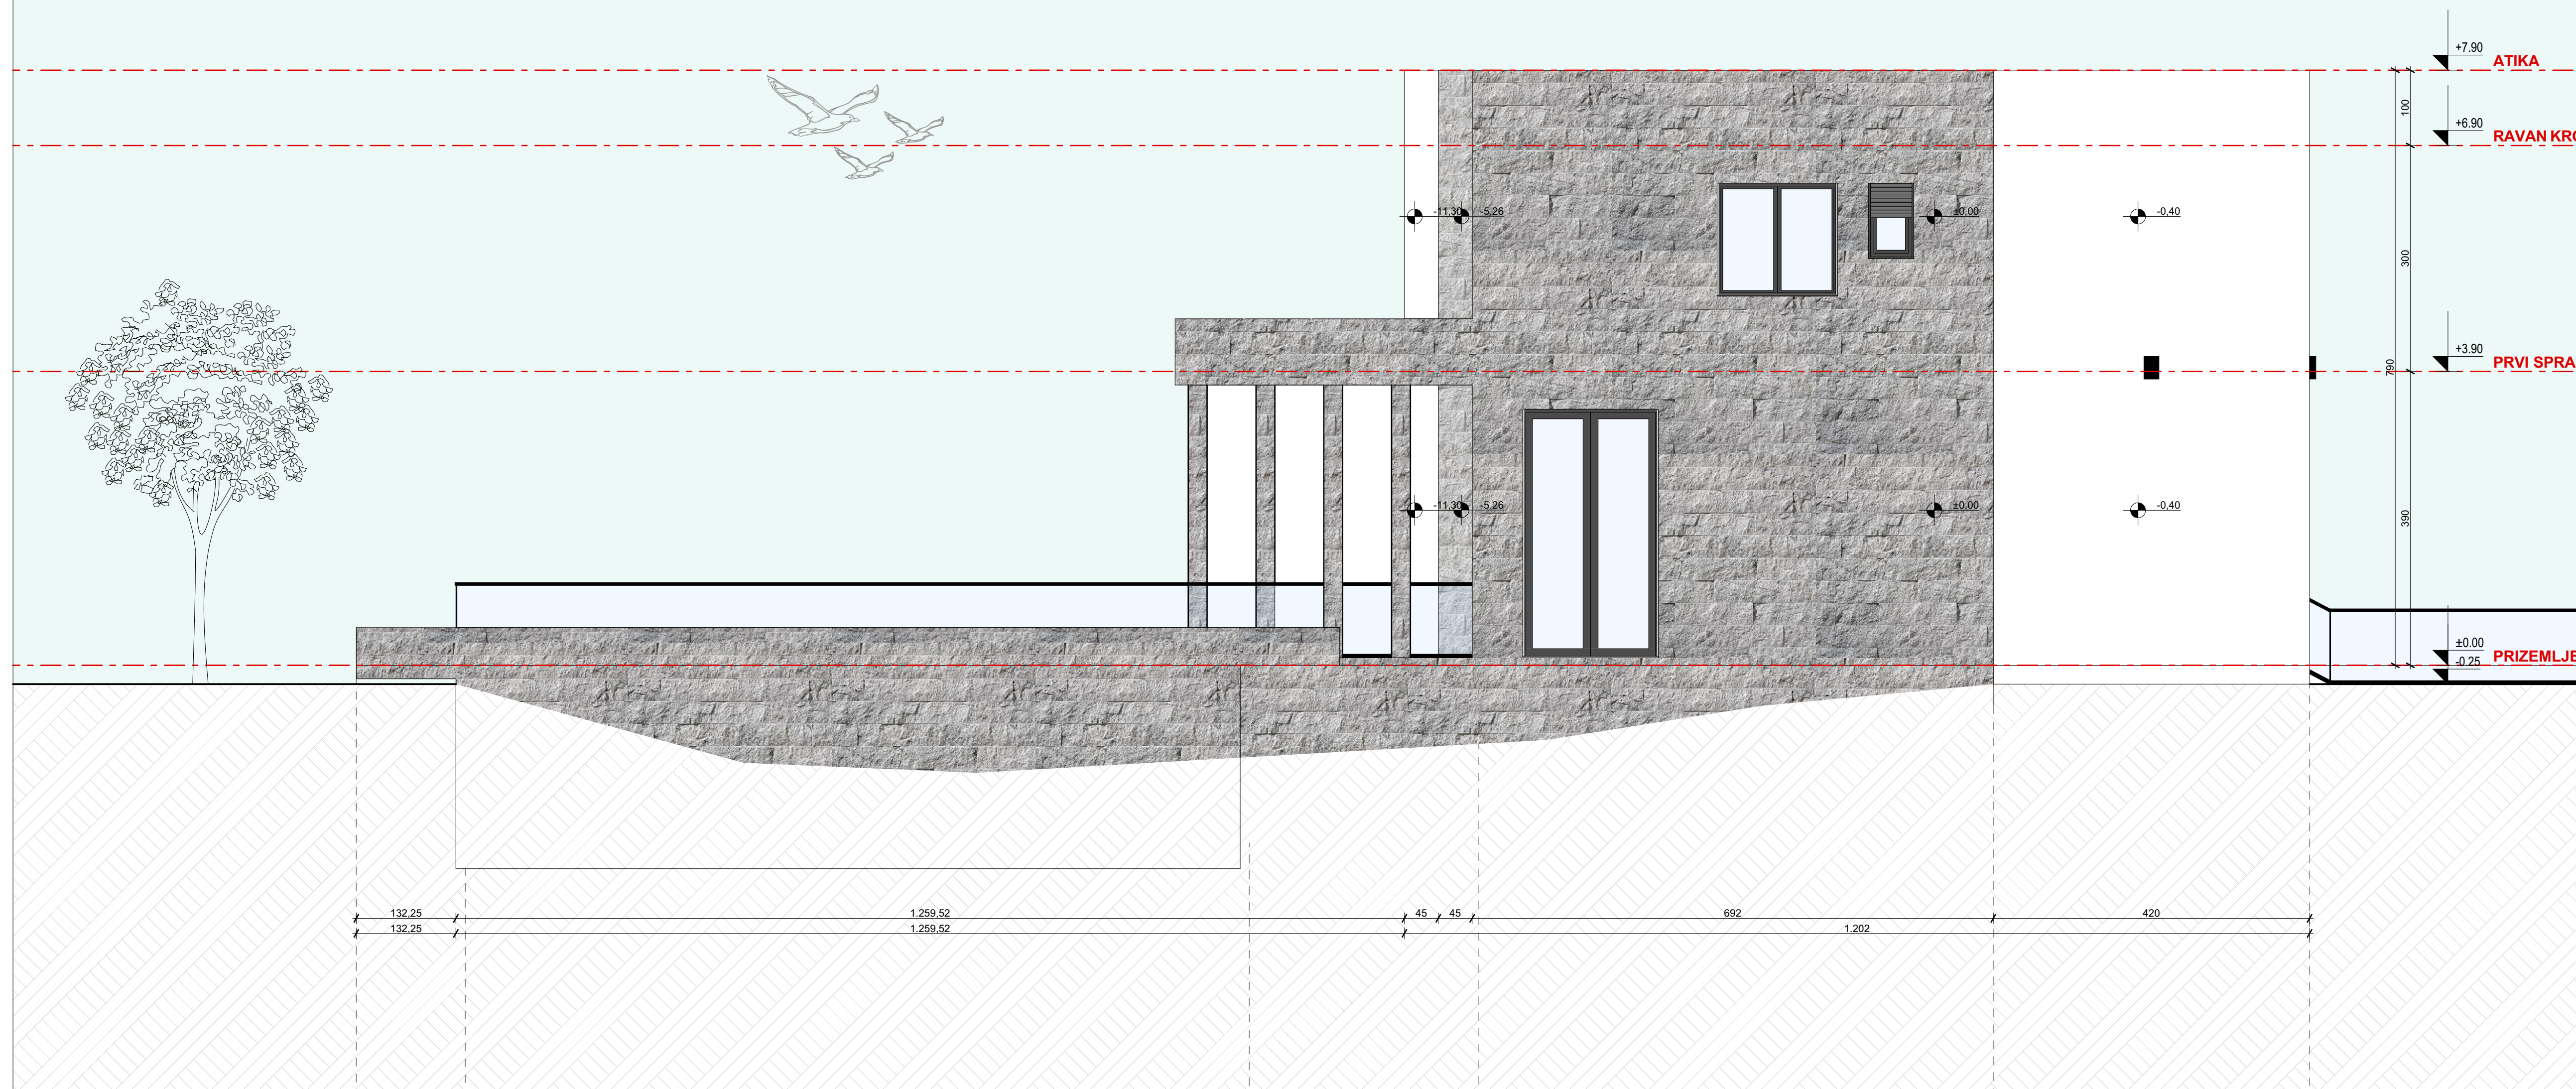 +7.90
ATIKA
+6.90
RAVAN KRO
100
-11,30 -5,26 ±0,00 -0,40
300
+3.90
PRVI SPRA
790
-11,30 -5,26 ±0,00 -0,40
390
±0.00
PRIZEMLJE
-0.25
132,25 1.259,52 45 45 692 420
132,25 1.259,52 1.202